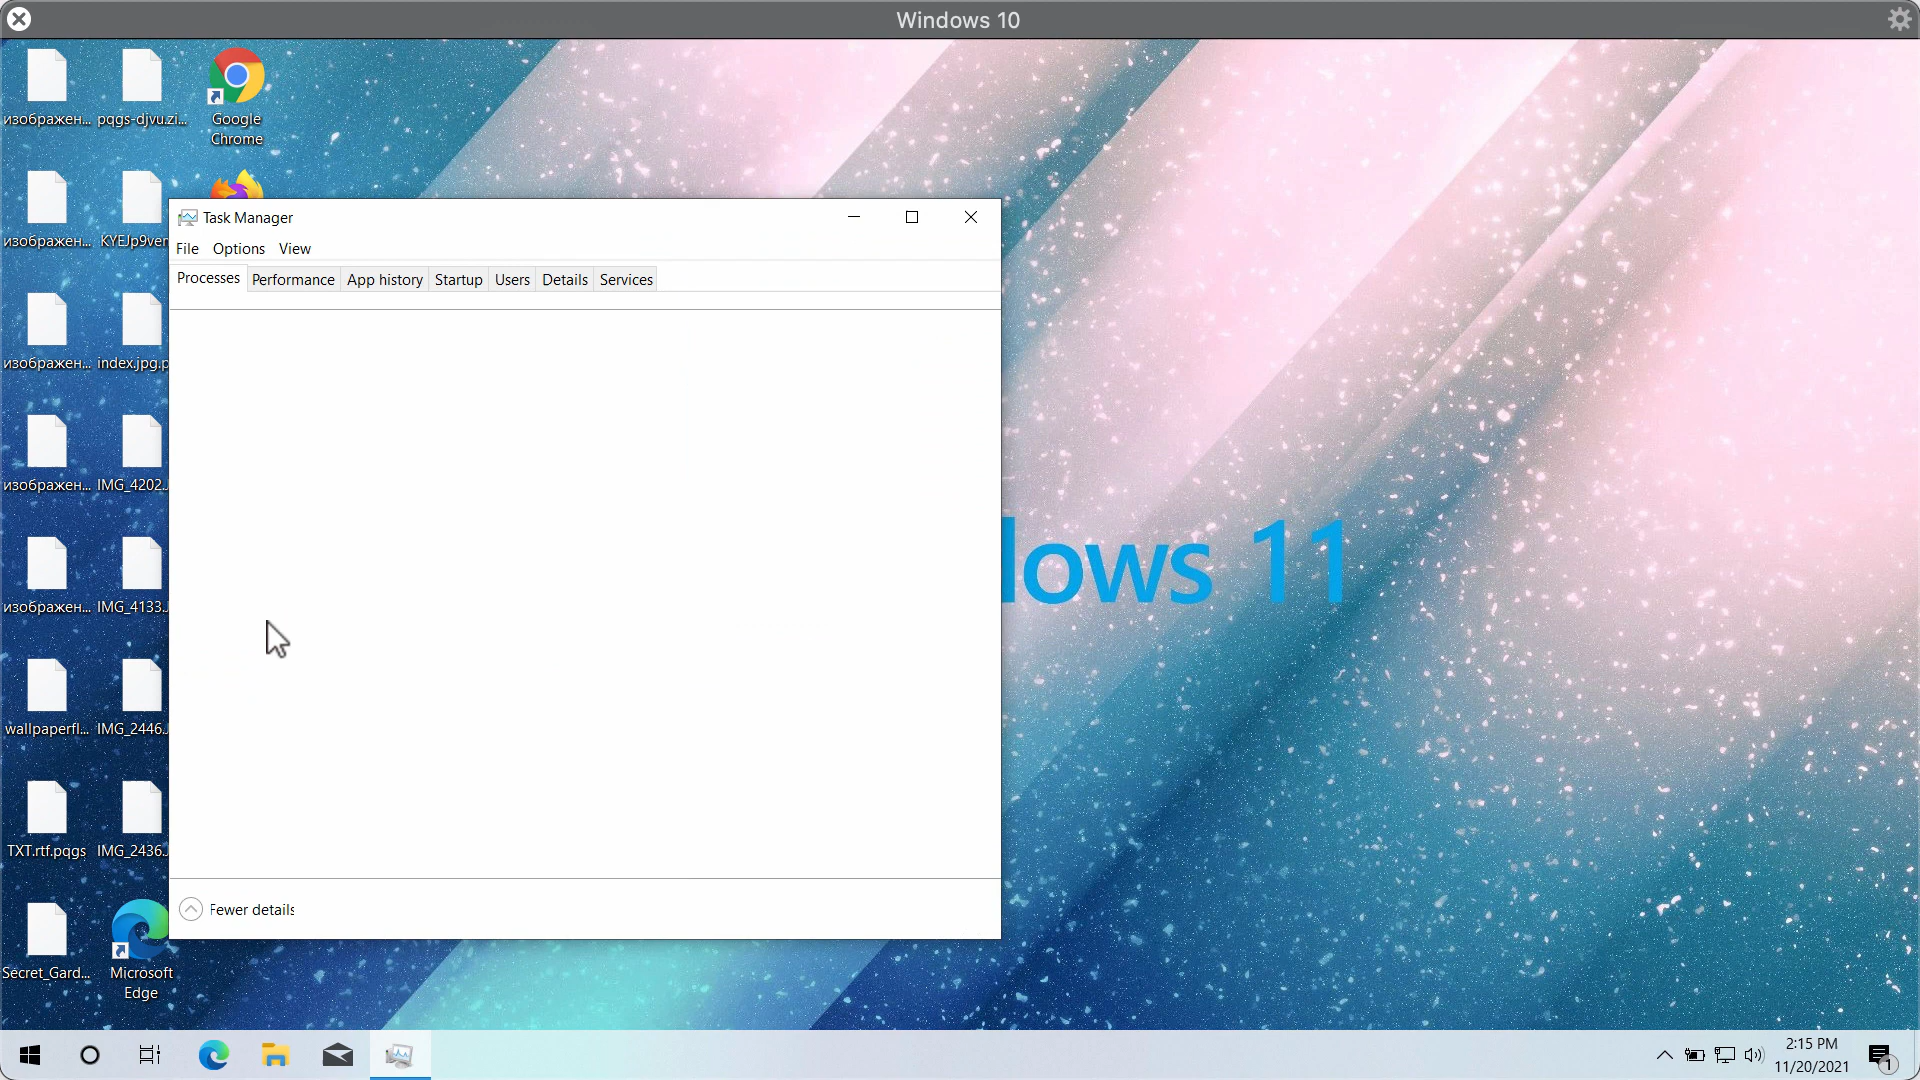 Windows 10
изображен...
pqgs-djvu.zi...
Google
Chrome
изображен...
KYEJp9ver
Task Manager
File Options View
Processes Performance App history Startup Users Details Services
изображен...
index.jpg.p
изображен...
IMG_4202.
lows 11
изображен...
IMG_4133.
wallpaperfl...
IMG_2446.
TXT.rtf.pqgs
IMG_2436.
Fewer details
Secret_Gard...
Microsoft
Edge
2:15 PM
11/20/2021
1